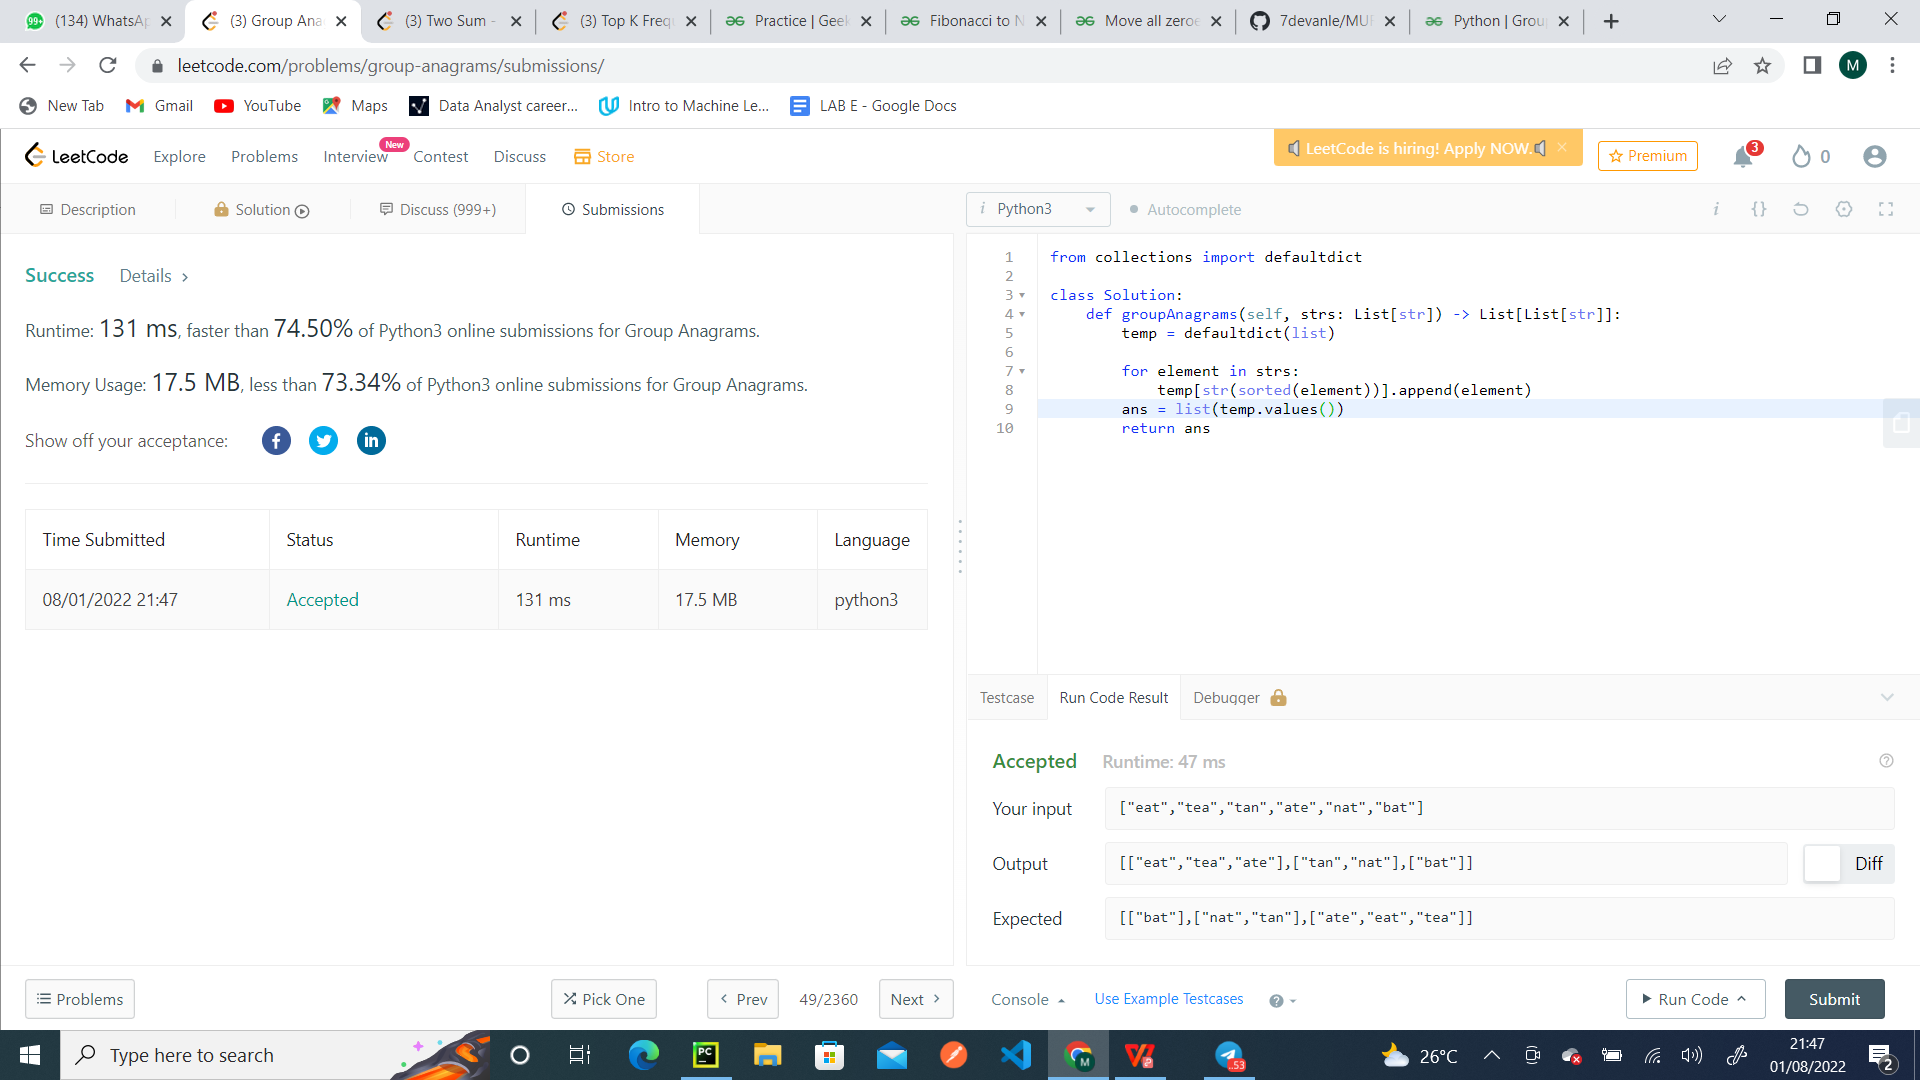 99+ (134) WhatsAp
(3) Group Ana
(3) Two Sum -
(3) Top K Frequ
Practice | Geek
Fibonacci to N
Move all zeroe
7devanle/MUR
Python | Grou
leetcode.com/problems/group-anagrams/submissions/
M
New Tab Gmail YouTube Maps Data Analyst career... Intro to Machine Le... LAB E - Google Docs
LeetCode Explore Problems Interview New Contest Discuss Store
LeetCode is hiring! Apply NOW.
Premium 3 0
Description Solution Discuss (999+) Submissions
i Python3 Autocomplete i {}
Success Details >
Runtime: 131 ms, faster than 74.50% of Python3 online submissions for Group Anagrams.
Memory Usage: 17.5 MB, less than 73.34% of Python3 online submissions for Group Anagrams.
Show off your acceptance:
Time Submitted Status Runtime Memory Language
08/01/2022 21:47 Accepted 131 ms 17.5 MB python3
1 from collections import defaultdict
2
3 class Solution:
4 def groupAnagrams(self, strs: List[str]) -> List[List[str]]:
5 temp = defaultdict(list)
6
7 for element in strs:
8 temp[str(sorted(element))].append(element)
9 ans = list(temp.values())
10 return ans
Testcase Run Code Result Debugger
Accepted Runtime: 47 ms
Your input ["eat","tea","tan","ate","nat","bat"]
Output [["eat","tea","ate"],["tan","nat"],["bat"]] Diff
Expected [["bat"],["nat","tan"],["ate","eat","tea"]]
Problems Pick One < Prev 49/2360 Next >
Console Use Example Testcases Run Code Submit
Type here to search
PC
M
53
26°C
21:47
01/08/2022
2